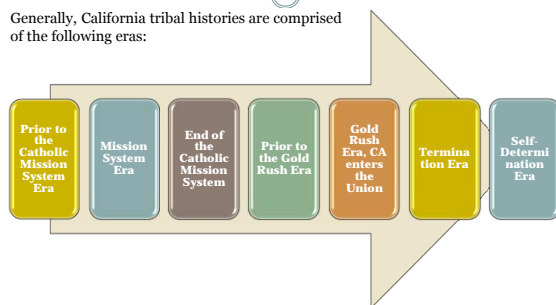 Generally, California tribal histories are comprised
of the following eras:
Prior to
the
Catholic
Mission
System
Era
Mission
System
Era
End of
the
Catholic
Mission
System
Prior to
the Gold
Rush Era
Gold
Rush
Era, CA
enters
the
Union
Termina
tion Era
Self-
Determi
nation
Era